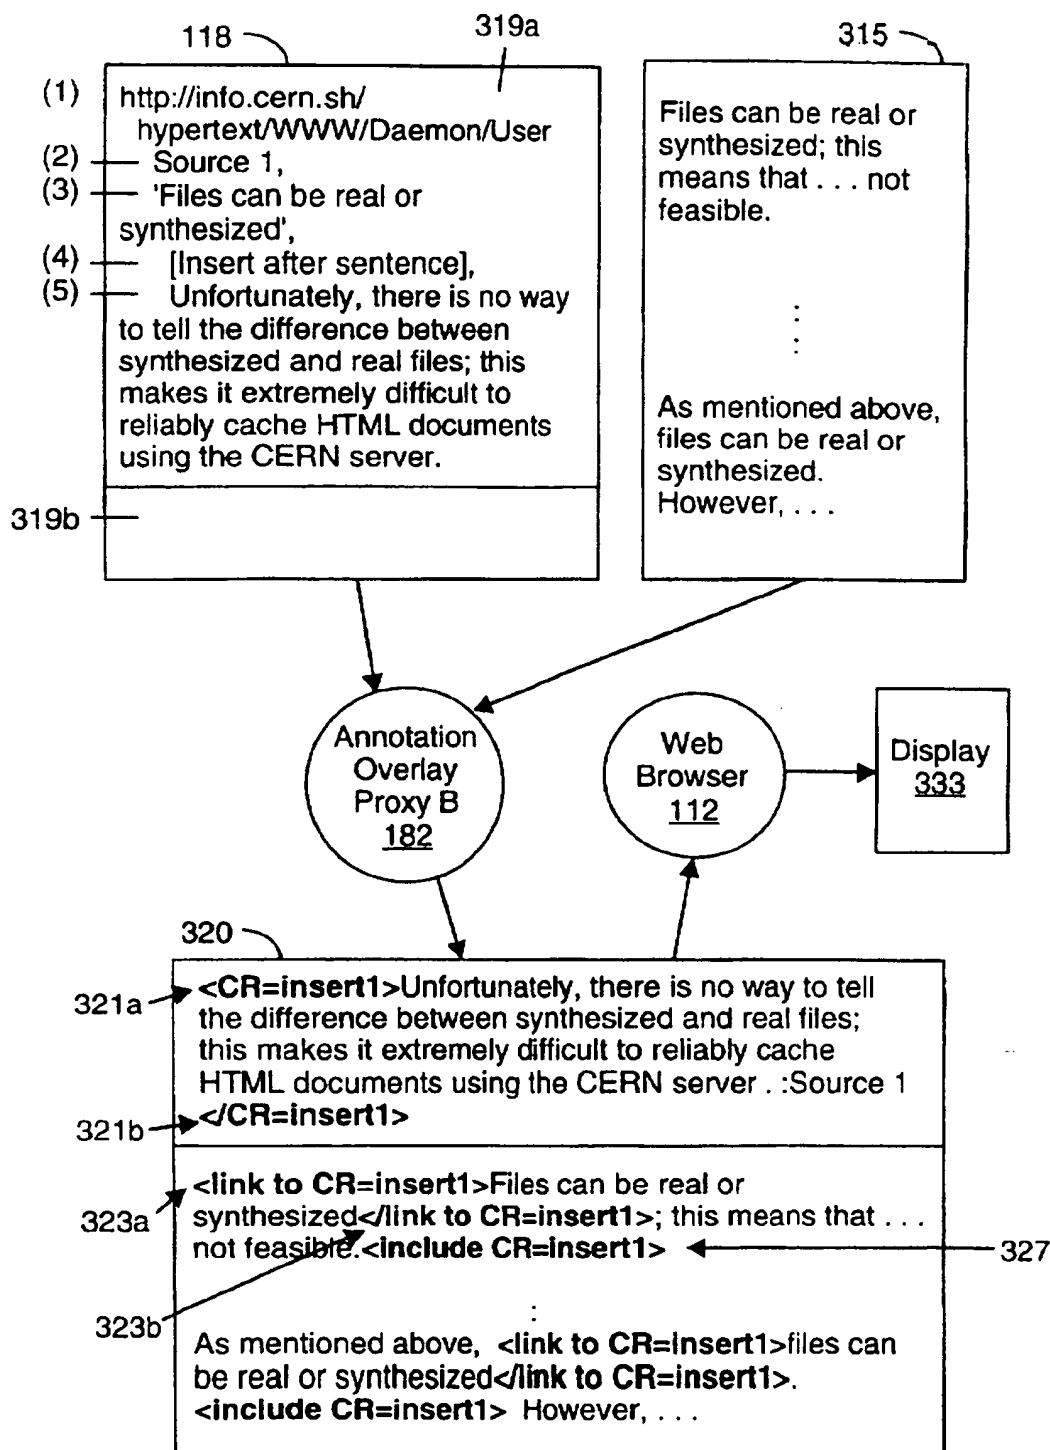 118
319a
315
(1)
http://info.cern.sh/
hypertext/WWW/Daemon/User
(2)
Source 1,
(3)
'Files can be real or
synthesized',
(4)
[Insert after sentence],
(5)
Unfortunately, there is no way
to tell the difference between
synthesized and real files; this
makes it extremely difficult to
reliably cache HTML documents
using the CERN server.
319b
Files can be real or
synthesized; this
means that . . . not
feasible.
As mentioned above,
files can be real or
synthesized.
However, . . .
Annotation
Overlay
Proxy B
182
Web
Browser
112
Display
333
320
321a
<CR=insert1>Unfortunately, there is no way to tell
the difference between synthesized and real files;
this makes it extremely difficult to reliably cache
HTML documents using the CERN server . :Source 1
321b
</CR=insert1>
323a
<link to CR=insert1>Files can be real or
synthesized</link to CR=insert1>; this means that . . .
not feasible.<include CR=insert1>
327
323b
As mentioned above, <link to CR=insert1>files can
be real or synthesized</link to CR=insert1>.
<include CR=insert1> However, . . .